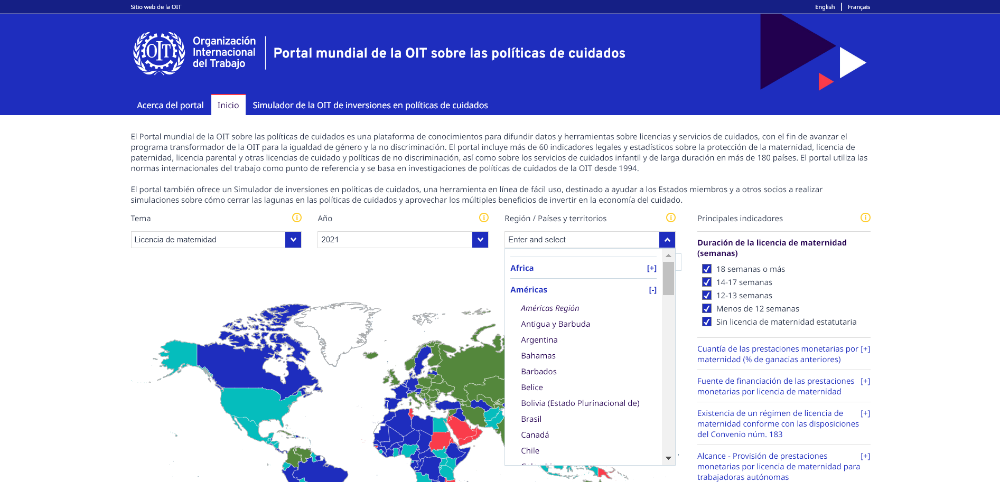 Sitio web de la OIT
English
Français
OIT
Organización
Internacional
del Trabajo
Portal mundial de la OIT sobre las políticas de cuidados
Acerca del portal
Inicio
Simulador de la OIT de inversiones en políticas de cuidados
El Portal mundial de la OIT sobre las políticas de cuidados es una plataforma de conocimientos para difundir datos y herramientas sobre licencias y servicios de cuidados, con el fin de avanzar el
programa transformador de la OIT para la igualdad de género y la no discriminación. El portal incluye más de 60 indicadores legales y estadísticos sobre la protección de la maternidad, licencia de
paternidad, licencia parental y otras licencias de cuidado y políticas de no discriminación, así como sobre los servicios de cuidados infantil y de larga duración en más de 180 países. El portal utiliza las
normas internacionales del trabajo como punto de referencia y se basa en investigaciones de políticas de cuidados de la OIT desde 1994.
El portal también ofrece un Simulador de inversiones en políticas de cuidados, una herramienta en línea de fácil uso, destinado a ayudar a los Estados miembros y a otros socios a realizar
simulaciones sobre cómo cerrar las lagunas en las políticas de cuidados y aprovechar los múltiples beneficios de invertir en la economía del cuidado.
Tema
Licencia de maternidad
Año
2021
Región / Países y territorios
Enter and select
Africa [+]
Américas [-]
Américas Región
Antigua y Barbuda
Argentina
Bahamas
Barbados
Belice
Bolivia (Estado Plurinacional de)
Brasil
Canadá
Chile
Principales indicadores
Duración de la licencia de maternidad
(semanas)
18 semanas o más
14-17 semanas
12-13 semanas
Menos de 12 semanas
Sin licencia de maternidad estatutaria
Cuantía de las prestaciones monetarias por [+]
maternidad (% de ganacias anteriores)
Fuente de financiación de las prestaciones [+]
monetarias por licencia de maternidad
Existencia de un régimen de licencia de [+]
maternidad conforme con las disposiciones
del Convenio núm. 183
Alcance - Provisión de prestaciones [+]
monetarias por licencia de maternidad para
trabajadoras autónomas